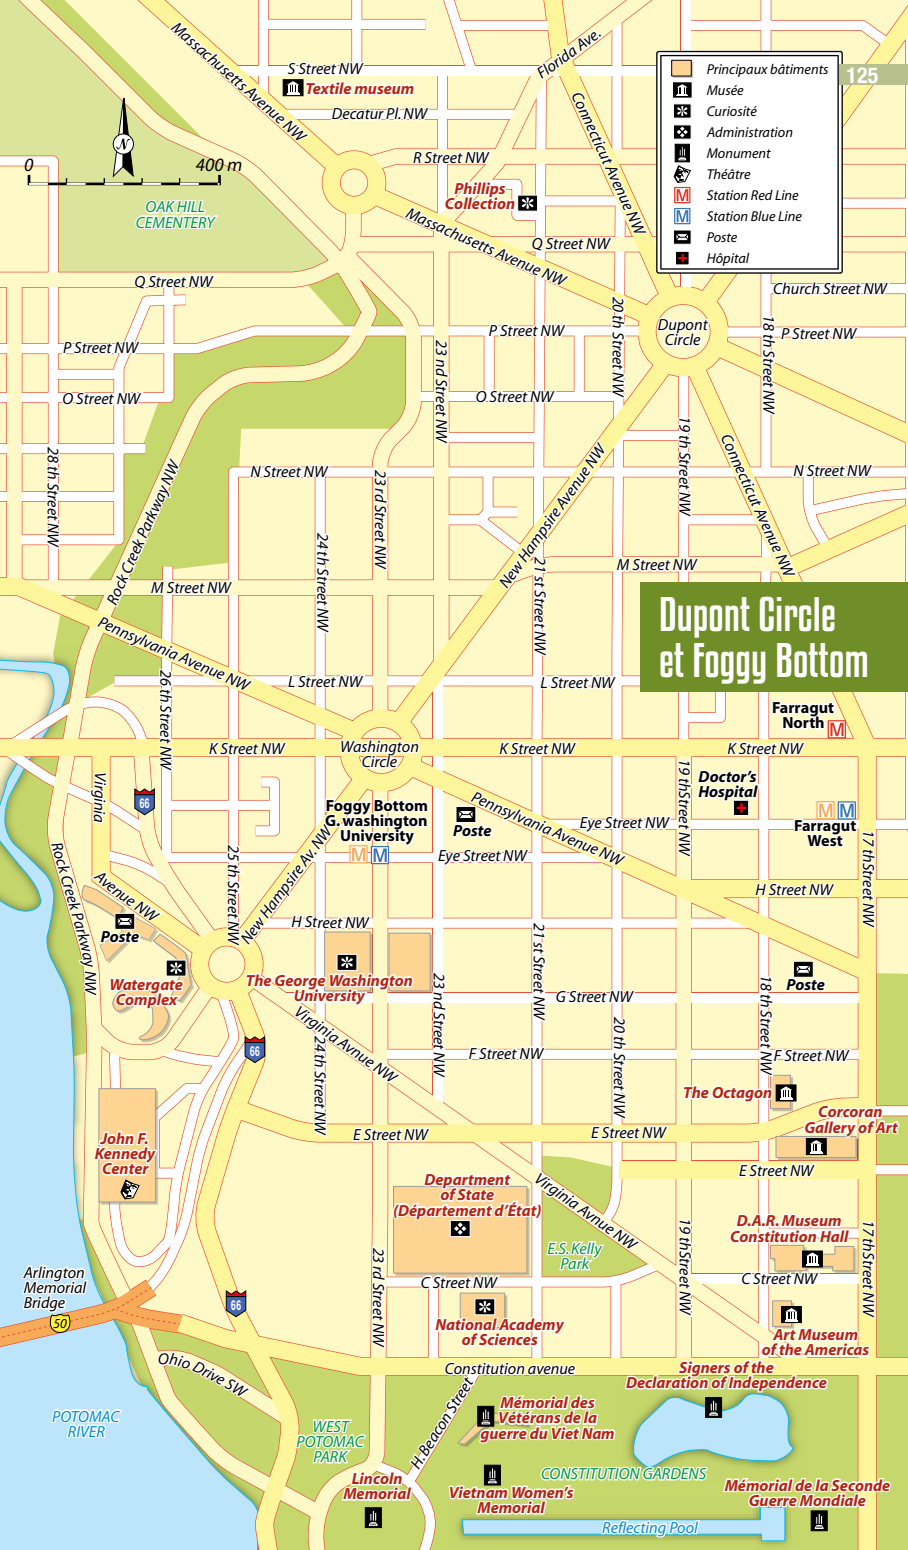 Massachusetts Avenue NW
S Street NW
Textile museum
Decatur Pl. NW
Florida Ave.
Connecticut Avenue NW
R Street NW
Principaux bâtiments
Musée
Curiosité
Administration
Monument
Théâtre
M Station Red Line
M Station Blue Line
Poste
Hôpital
125
N
0
400 m
OAK HILL
CEMENTERY
Phillips
Collection
Massachusetts Avenue NW
Q Street NW
Q Street NW
Church Street NW
20 th Street NW
Dupont
Circle
18 th Street NW
P Street NW
P Street NW
P Street NW
23 nd Street NW
O Street NW
O Street NW
19 th Street NW
Connecticut Avenue NW
28 th Street NW
Rock Creek Parkway NW
N Street NW
23 rd Street NW
New Hampsire Avenue NW
N Street NW
24 th Street NW
21 st Street NW
M Street NW
M Street NW
Dupont Circle
et Foggy Bottom
Pennsylvania Avenue NW
26 th Street NW
L Street NW
L Street NW
Farragut
North
M
K Street NW
Washington
Circle
K Street NW
K Street NW
Virginia
66
19 thStreet NW
Doctor's
Hospital
Foggy Bottom
G. washington
University
M M
Poste
Pennsylvania Avenue NW
Eye Street NW
M M
Farragut
West
17 thStreet NW
Rock Creek Parkway NW
25 th Street NW
New Hampsire Av. NW
Eye Street NW
H Street NW
Avenue NW
Poste
H Street NW
21 st Street NW
Watergate
Complex
The George Washington
University
23 nd Street NW
G Street NW
18 th Street NW
Poste
Virginia Avnue NW
66
24 th Street NW
F Street NW
20 th Street NW
F Street NW
The Octagon
Corcoran
Gallery of Art
E Street NW
E Street NW
John F.
Kennedy
Center
E Street NW
Department
of State
(Département d'État)
Virginia Avnue NW
E.S. Kelly
Park
D.A.R. Museum
Constitution Hall
19 thStreet NW
17 thStreet NW
23 rd Street NW
C Street NW
C Street NW
Arlington
Memorial
Bridge
50
66
National Academy
of Sciences
Art Museum
of the Americas
Ohio Drive SW
Constitution avenue
Signers of the
Declaration of Independence
H. Beacon Street
Mémorial des
Vétérans de la
guerre du Viet Nam
POTOMAC
RIVER
WEST
POTOMAC
PARK
CONSTITUTION GARDENS
Lincoln
Memorial
Vietnam Women's
Memorial
Mémorial de la Seconde
Guerre Mondiale
Reflecting Pool